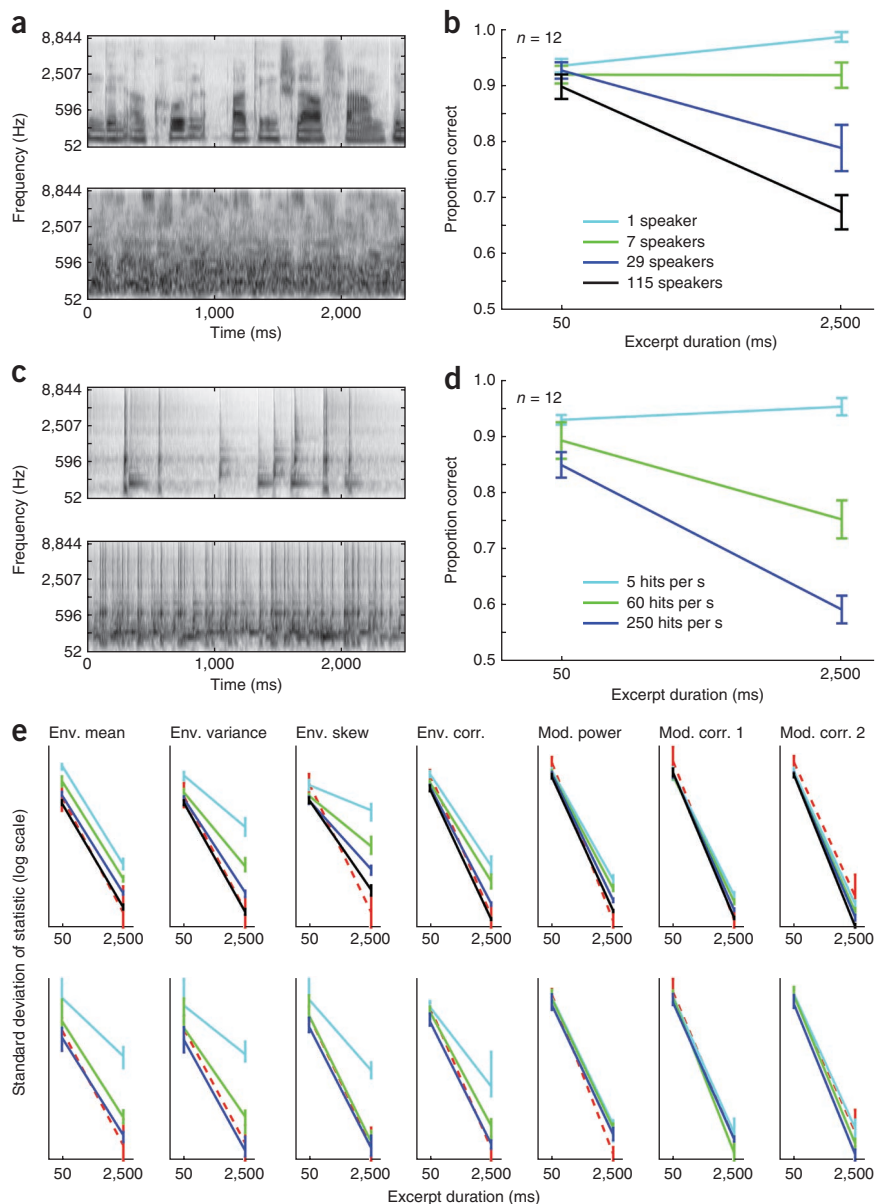 a
8,844
2,507
596
52
8,844
2,507
596
52
Frequency (Hz)
0 1,000 2,000
Time (ms)
b
n = 12
1.0
0.9
0.8
0.7
0.6
0.5
Proportion correct
1 speaker
7 speakers
29 speakers
115 speakers
50 2,500
Excerpt duration (ms)
c
8,844
2,507
596
52
8,844
2,507
596
52
Frequency (Hz)
0 1,000 2,000
Time (ms)
d
n = 12
1.0
0.9
0.8
0.7
0.6
0.5
Proportion correct
5 hits per s
60 hits per s
250 hits per s
50 2,500
Excerpt duration (ms)
e
Env. mean Env. variance Env. skew Env. corr. Mod. power Mod. corr. 1 Mod. corr. 2
Standard deviation of statistic (log scale)
50 2,500 50 2,500 50 2,500 50 2,500 50 2,500 50 2,500 50 2,500
50 2,500 50 2,500 50 2,500 50 2,500 50 2,500 50 2,500 50 2,500
Excerpt duration (ms)